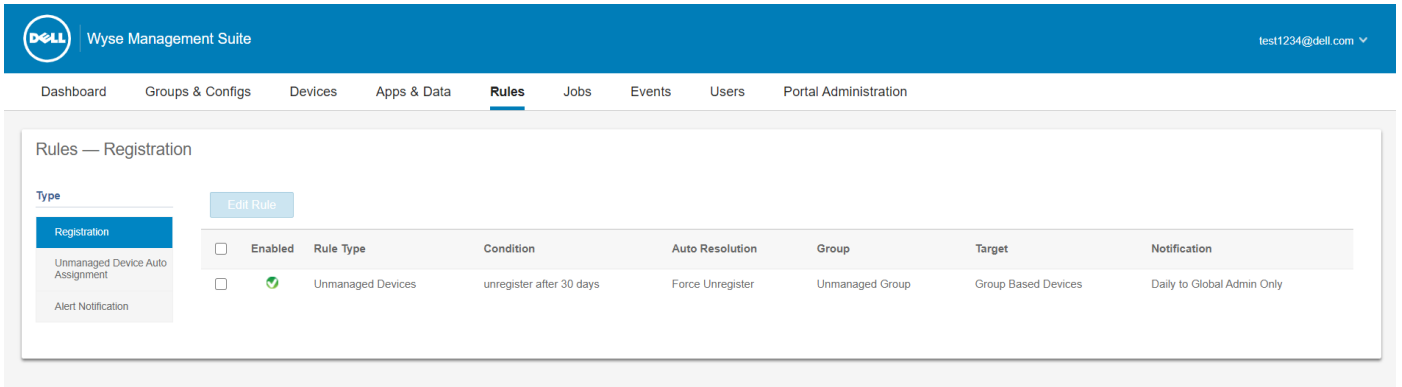 DELL
Wyse Management Suite
test1234@dell.com
Dashboard Groups & Configs Devices Apps & Data Rules Jobs Events Users Portal Administration
Rules — Registration
Type
Edit Rule
Registration
Enabled Rule Type Condition Auto Resolution Group Target Notification
Unmanaged Device Auto
Assignment
Unmanaged Devices unregister after 30 days Force Unregister Unmanaged Group Group Based Devices Daily to Global Admin Only
Alert Notification